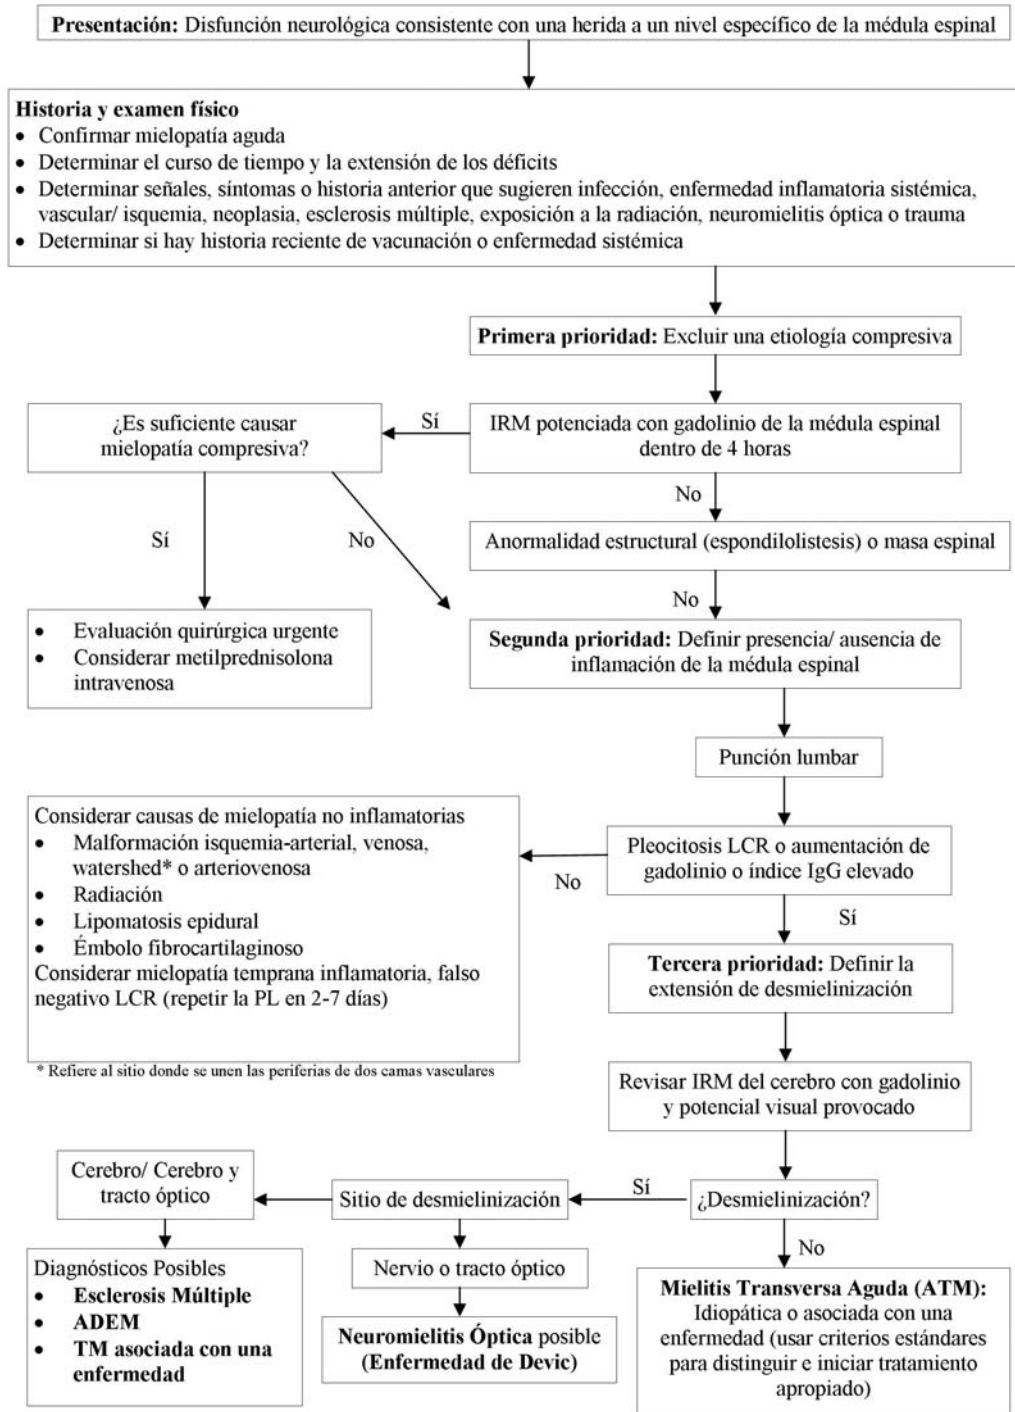 Presentación: Disfunción neurológica consistente con una herida a un nivel específico de la médula espinal
Historia y examen físico
• Confirmar mielopatía aguda
• Determinar el curso de tiempo y la extensión de los déficits
• Determinar señales, síntomas o historia anterior que sugieren infección, enfermedad inflamatoria sistémica,
vascular/ isquemia, neoplasia, esclerosis múltiple, exposición a la radiación, neuromielitis óptica o trauma
• Determinar si hay historia reciente de vacunación o enfermedad sistémica
Primera prioridad: Excluir una etiología compresiva
IRM potenciada con gadolinio de la médula espinal
dentro de 4 horas
Sí
¿Es suficiente causar
mielopatía compresiva?
No
Anormalidad estructural (espondilolistesis) o masa espinal
Sí
No
No
• Evaluación quirúrgica urgente
• Considerar metilprednisolona
intravenosa
Segunda prioridad: Definir presencia/ ausencia de
inflamación de la médula espinal
Punción lumbar
Pleocitosis LCR o aumentación de
gadolinio o índice IgG elevado
No
Considerar causas de mielopatía no inflamatorias
• Malformación isquemia-arterial, venosa,
watershed* o arteriovenosa
• Radiación
• Lipomatosis epidural
• Émbolo fibrocartilaginoso
Considerar mielopatía temprana inflamatoria, falso
negativo LCR (repetir la PL en 2-7 días)
* Refiere al sitio donde se unen las periferias de dos camas vasculares
Sí
Tercera prioridad: Definir la
extensión de desmielinización
Revisar IRM del cerebro con gadolinio
y potencial visual provocado
¿Desmielinización?
Sí
Sitio de desmielinización
Cerebro/ Cerebro y
tracto óptico
Diagnósticos Posibles
• Esclerosis Múltiple
• ADEM
• TM asociada con una
enfermedad
Nervio o tracto óptico
Neuromielitis Óptica posible
(Enfermedad de Devic)
No
Mielitis Transversa Aguda (ATM):
Idiopática o asociada con una
enfermedad (usar criterios estándares
para distinguir e iniciar tratamiento
apropiado)